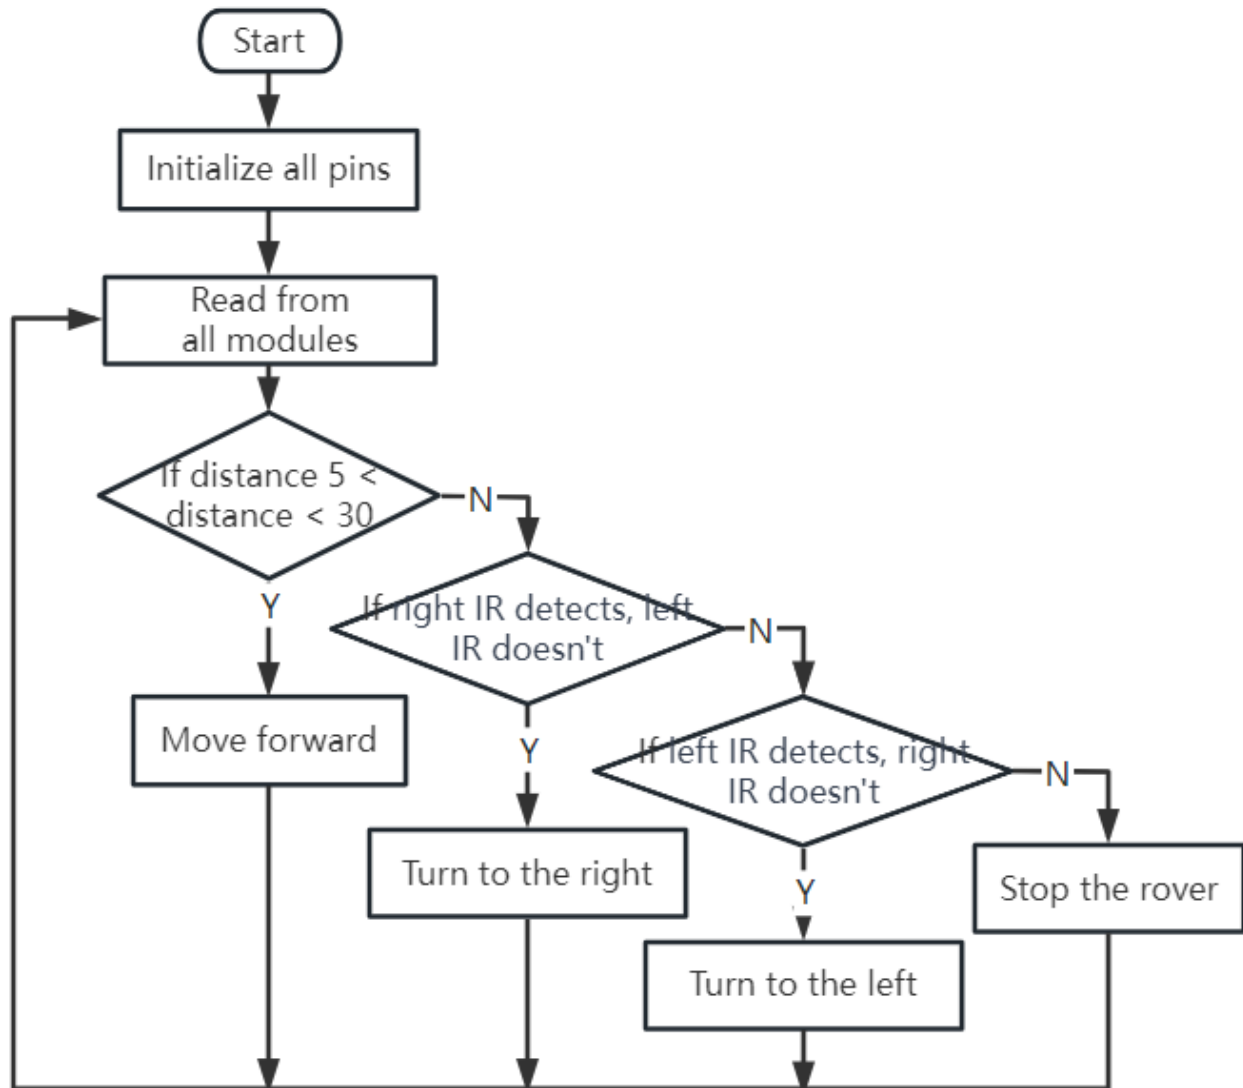 Start
Initialize all pins
Read from
all modules
If distance 5 <
distance < 30
N
Y
If right IR detects, left
IR doesn't
N
Move forward
Y
If left IR detects, right
IR doesn't
N
Turn to the right
Y
Stop the rover
Turn to the left